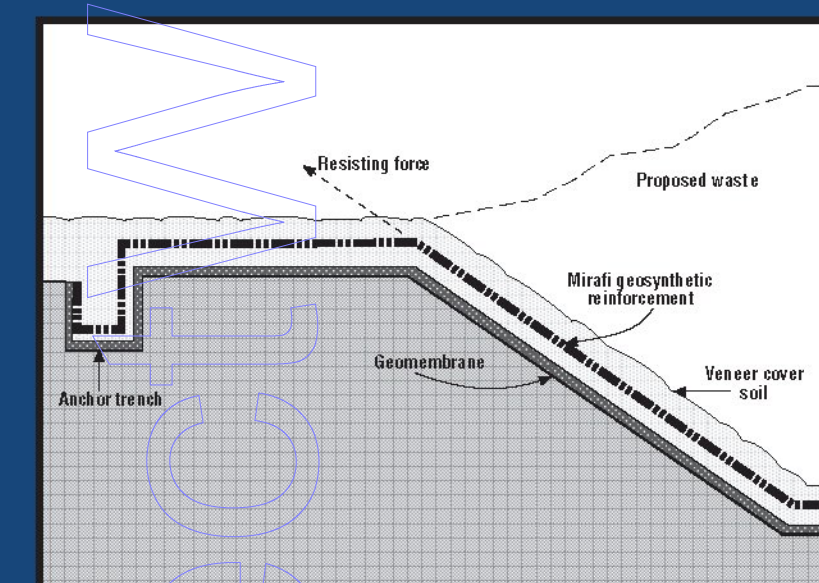 Resisting force
Proposed waste
Mirafi geosynthetic
reinforcement
Geomembrane
Veneer cover
soil
Anchor trench